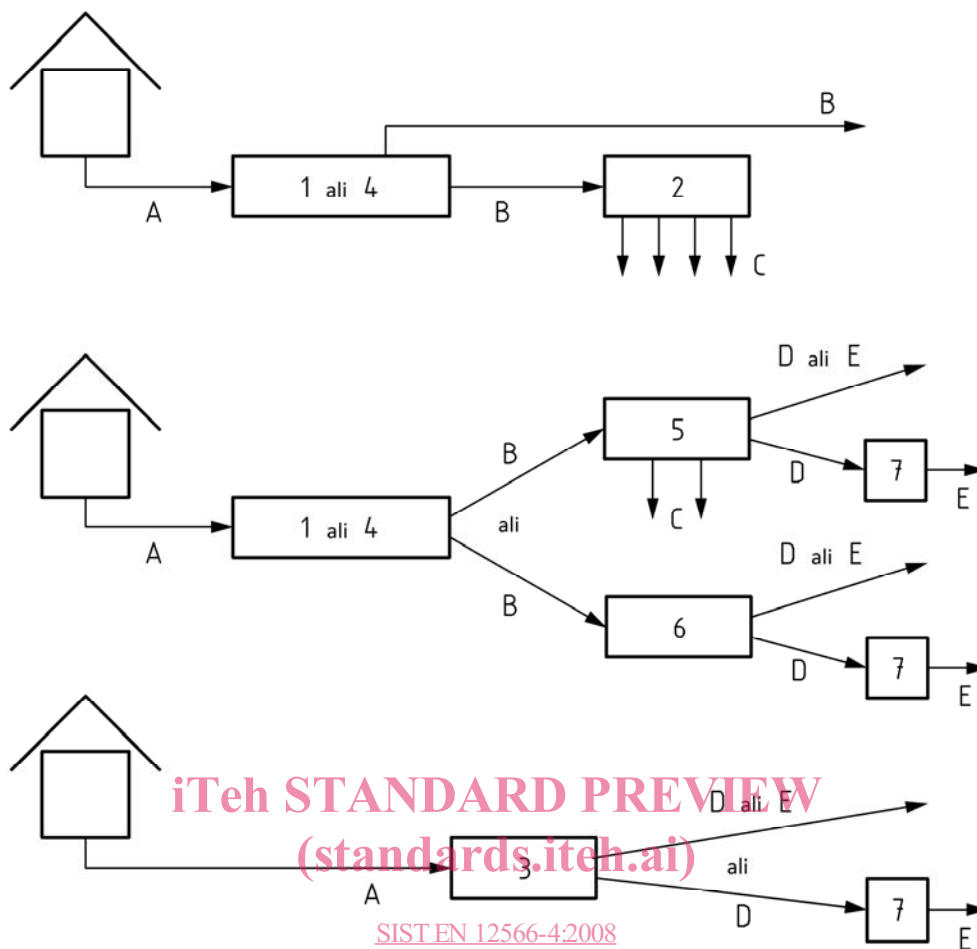 B
1 ali 4
2
A
B
C
D ali E
5
B
7
D
E
1 ali 4
ali
C
A
D ali E
B
6
7
D
E
iTeh STANDARD PREVIEW
D ali E
(standards.iteh.ai)
3
ali
A
7
D
E
SIST EN 12566-4:2008